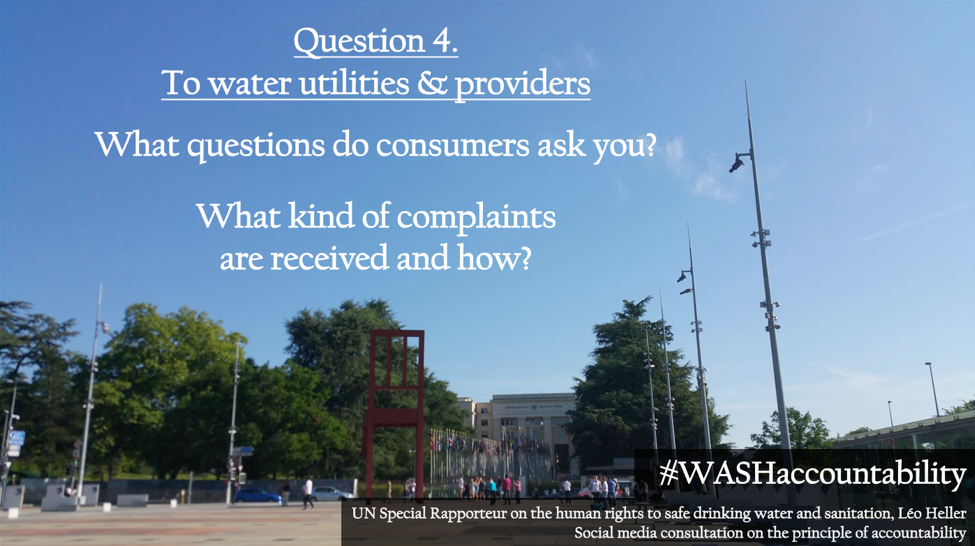 Question 4.
To water utilities & providers
What questions do consumers ask you?
What kind of complaints
are received and how?
#WASHaccountability
UN Special Rapporteur on the human rights to safe drinking water and sanitation, Léo Heller
Social media consultation on the principle of accountability